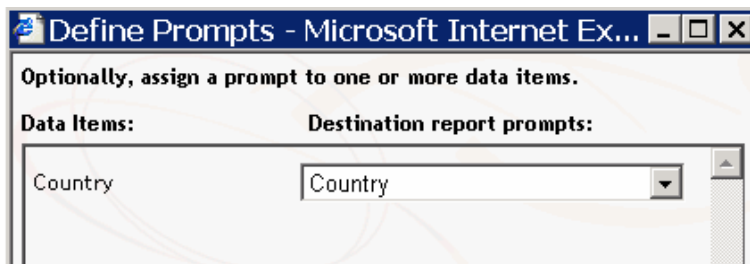 Define Prompts - Microsoft Internet Ex...
Optionally, assign a prompt to one or more data items.
Data Items: Destination report prompts:
Country Country